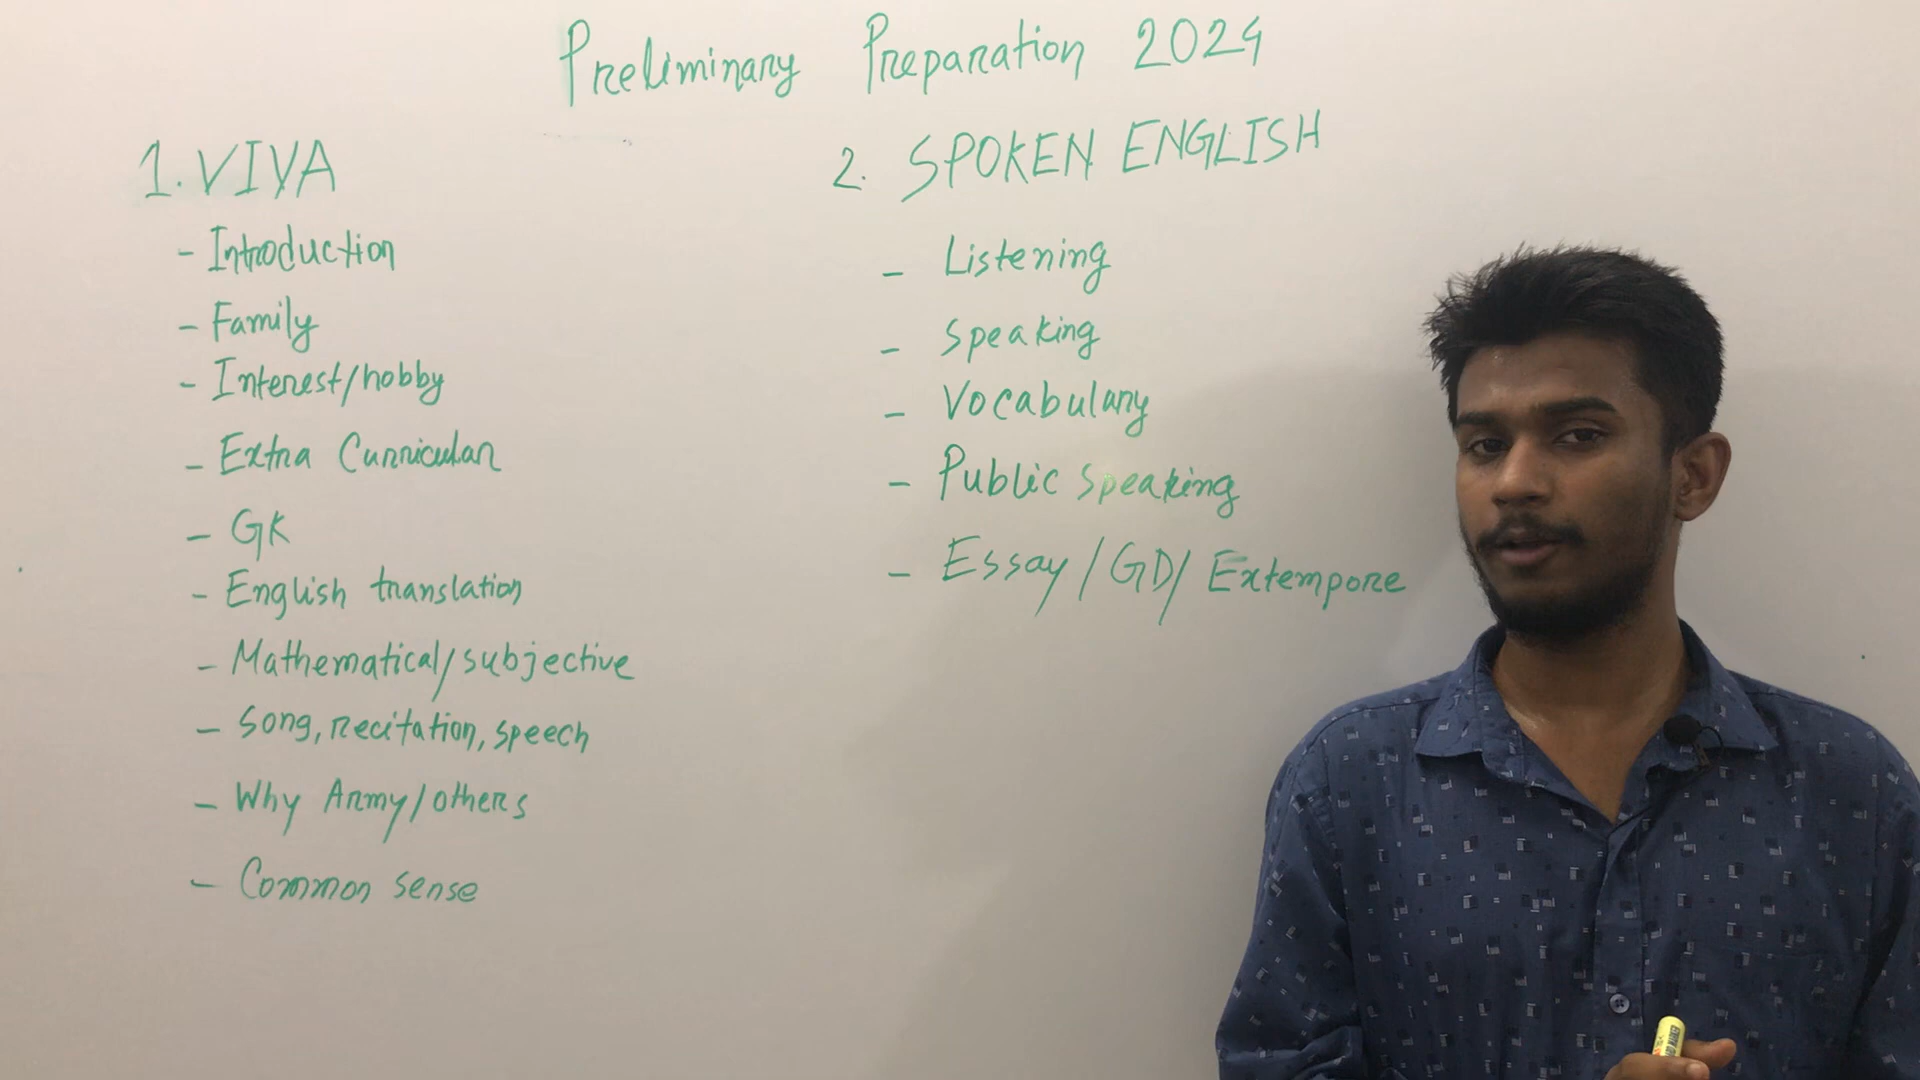 Preliminary Preparation 2024
1. VIVA
- Introduction
- Family
- Interest/hobby
- Extra Curricular
- GK
- English translation
- Mathematical/subjective
- Song, recitation, speech
- Why Army/others
- Common sense
2. SPOKEN ENGLISH
- Listening
- Speaking
- Vocabulary
- Public Speaking
- Essay/GD/Extempore